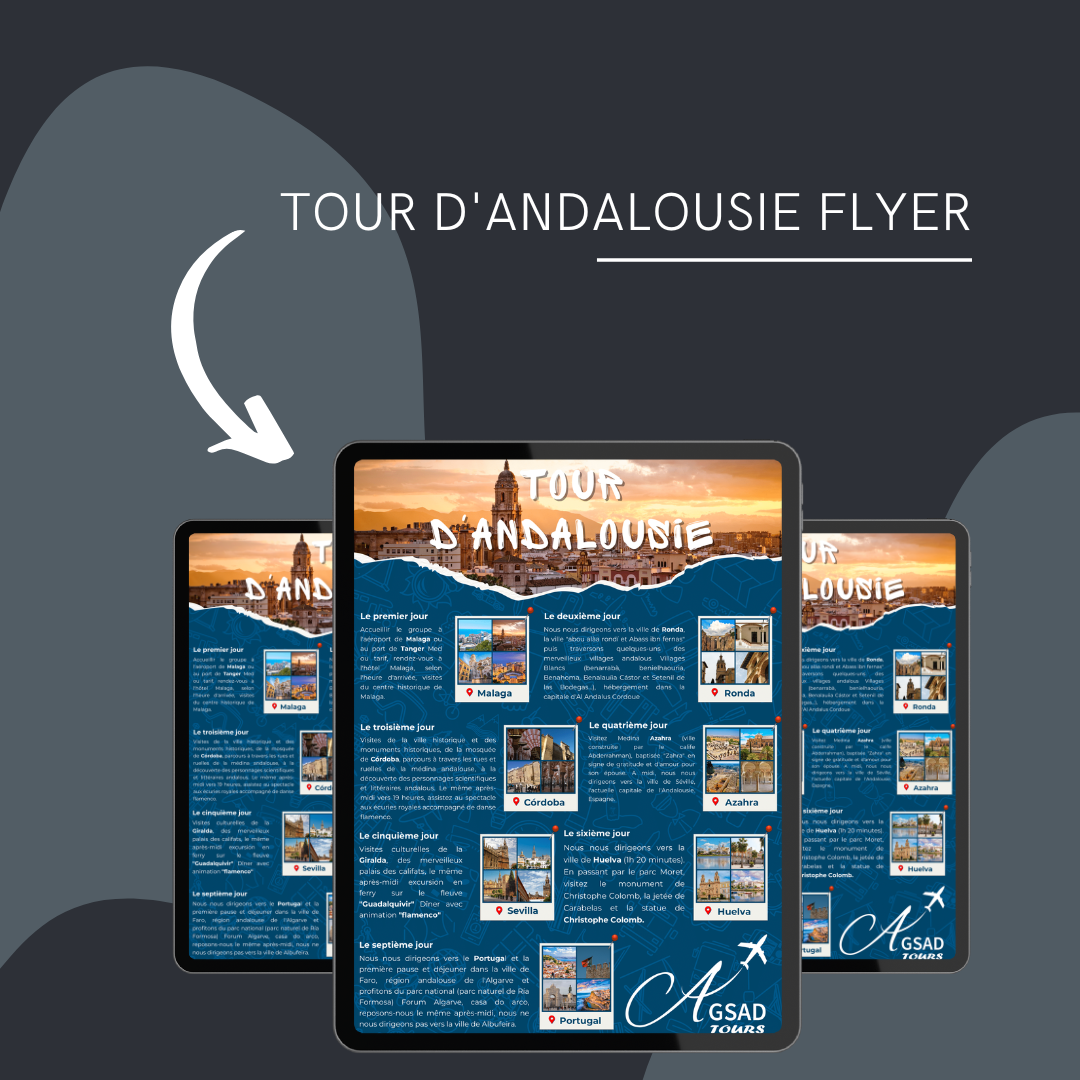 TOUR D'ANDALOUSIE FLYER
TOUR
D'ANDALOUSIE
Le premier jour
Accueillir le groupe à
l'aéroport de Malaga ou
au port de Tanger Med
ou tarif, rendez-vous à
l'hôtel Malaga, selon
l'heure d'arrivée, visites
du centre historique de
Malaga.
Malaga
Le deuxième jour
Nous nous dirigeons vers la ville de Ronda,
la ville "abou alla rondi et Abass ibn fernas"
puis traversons quelques-uns des
merveilleux villages andalous Villages
Blancs (benarrabá, benielhaouria,
Benahoma, Benalauila Cástor et Setenil de
las Bodegas..), hébergement dans la
capitale d'Al Andalus Cordoue
Ronda
Le troisième jour
Visites de la ville historique et des
monuments historiques, de la mosquée
de Córdoba, parcours à travers les rues et
ruelles de la médina andalouse, à la
découverte des personnages scientifiques
et littéraires andalous. Le même après-
midi vers 19 heures, assistez au spectacle
aux écuries royales accompagné de danse
flamenco.
Córdoba
Le quatrième jour
Visitez Medina Azahra (ville
construite par le calife
Abderrahman), baptisée "Zahra" en
signe de gratitude et d'amour pour
son épouse. A midi, nous nous
dirigeons vers la ville de Séville,
l'actuelle capitale de l'Andalousie,
Espagne.
Azahra
Le cinquième jour
Visites culturelles de la
Giralda, des merveilleux
palais des califats, le même
après-midi excursion en
ferry sur le fleuve
"Guadalquivir" Dîner avec
animation "flamenco"
Sevilla
Le sixième jour
Nous nous dirigeons vers la
ville de Huelva (1h 20 minutes).
En passant par le parc Moret,
visitez le monument de
Christophe Colomb, la jetée de
Carabelas et la statue de
Christophe Colomb.
Huelva
Le septième jour
Nous nous dirigeons vers le Portugal et la
première pause et déjeuner dans la ville de
Faro, région andalouse de l'Algarve et
profitons du parc national (parc naturel de Ria
Formosa) Forum Algarve, casa do arco,
reposons-nous le même après-midi, nous ne
nous dirigeons pas vers la ville de Albufeira.
Portugal
AGSAD
TOURS